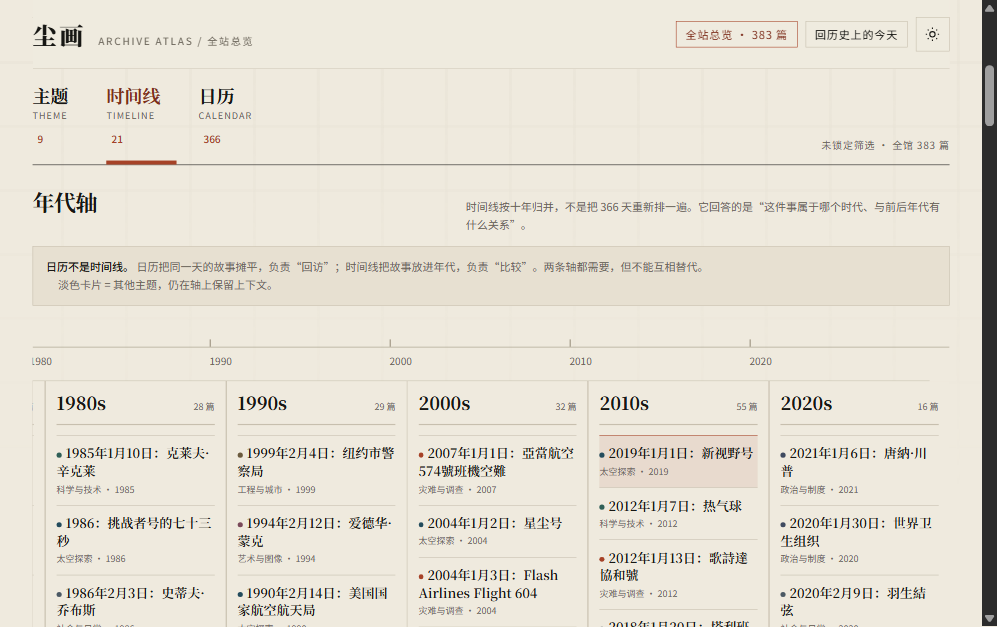 尘画 ARCHIVE ATLAS / 全站总览
全站总览 · 383 篇
回历史上的今天
主题 时间线 日历
THEME TIMELINE CALENDAR
9 21 366
未锁定筛选 · 全馆 383 篇
年代轴
时间线按十年归并，不是把 366 天重新排一遍。它回答的是“这件事属于哪个时代、与前后年代有
什么关系”。
日历不是时间线。日历把同一天的故事摊平，负责“回访”；时间线把故事放进年代，负责“比较”。两条轴都需要，但不能互相替代。
淡色卡片 = 其他主题，仍在轴上保留上下文。
1980 1990 2000 2010 2020
1980s 28 篇
1985年1月10日：克莱夫·
辛克莱
科学与技术 · 1985
1986：挑战者号的七十三
秒
太空探索 · 1986
1986年2月3日：史蒂夫·
乔布斯
1990s 29 篇
1999年2月4日：纽约市警
察局
工程与城市 · 1999
1994年2月12日：爱德华·
蒙克
艺术与图像 · 1994
1990年2月14日：美国国
家航空航天局
2000s 32 篇
2007年1月1日：亞當航空
574號班機空難
灾难与调查 · 2007
2004年1月2日：星尘号
太空探索 · 2004
2004年1月3日：Flash
Airlines Flight 604
灾难与调查 · 2004
2010s 55 篇
2019年1月1日：新视野号
太空探索 · 2019
2012年1月7日：热气球
科学与技术 · 2012
2012年1月13日：歌詩達
協和號
灾难与调查 · 2012
2020s 16 篇
2021年1月6日：唐納·川
普
政治与制度 · 2021
2020年1月30日：世界卫
生组织
政治与制度 · 2020
2020年2月9日：羽生結
弦